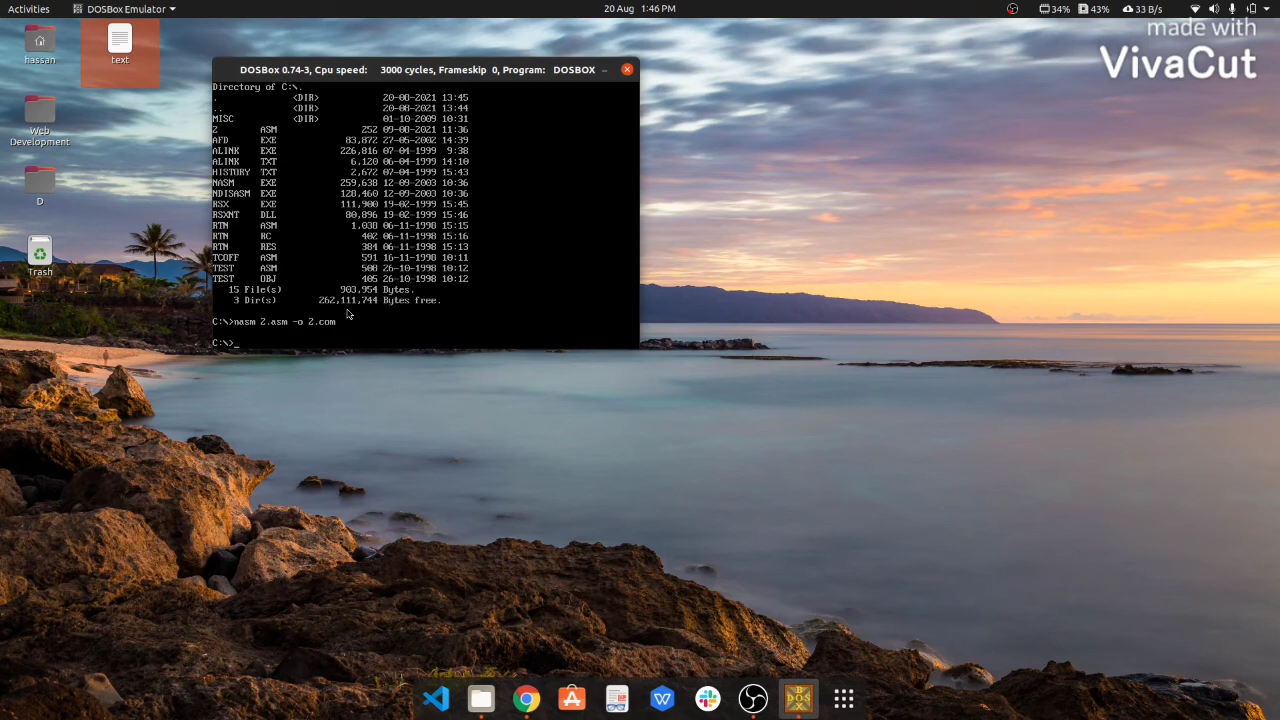 Activities DOSBox Emulator 20 Aug 1:46 PM 34% 43% 33 B/s
made with
VivaCut
hassan
text
Web
Development
D
Trash
DOSBox 0.74-3, Cpu speed: 3000 cycles, Frameskip 0, Program: DOSBOX
Directory of C:\.
. <DIR> 20-08-2021 13:45
.. <DIR> 20-08-2021 13:44
MISC <DIR> 01-10-2009 10:31
2 ASM 252 09-08-2021 11:36
AFD EXE 83,872 27-05-2002 14:39
ALINK EXE 226,816 07-04-1999 9:38
ALINK TXT 6,120 06-04-1999 14:10
HISTORY TXT 2,672 07-04-1999 15:43
NASM EXE 259,638 12-09-2003 10:36
NDISASM EXE 128,460 12-09-2003 10:36
RSX EXE 111,900 19-02-1999 15:45
RSXNT DLL 80,896 19-02-1999 15:46
RTN ASM 1,038 06-11-1998 15:15
RTN RC 402 06-11-1998 15:16
RTN RES 384 06-11-1998 15:13
TCOFF ASM 591 16-11-1998 10:11
TEST ASM 508 26-10-1998 10:12
TEST OBJ 405 26-10-1998 10:12
15 File(s) 903,954 Bytes.
3 Dir(s) 262,111,744 Bytes free.
C:\>nasm 2.asm -o 2.com
C:\>_